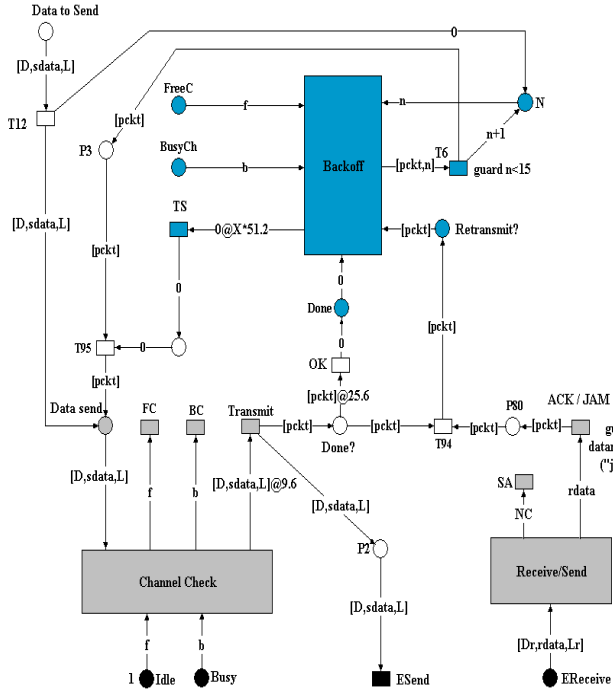 Data to Send
0
[D,sdata,L]
FreeC
f
n
N
T12
[pckt]
n+1
P3
BusyCh
Backoff
T6
b
[pckt,n]
guard n<15
[D,sdata,L]
TS
0@X*51.2
[pckt]
Retransmit?
[pckt]
0
0
Done
[pckt]
0
T95
0
OK
[pckt]
[pckt]@25.6
Data send
FC
BC
Transmit
P80
ACK / JAM
[pckt]
[pckt]
[pckt]
[pckt]
gu
Done?
T94
datar
("j
[D,sdata,L]
f
b
[D,sdata,L]@9.6
[D,sdata,L]
SA
rdata
NC
P2
Channel Check
Receive/Send
[D,sdata,L]
f
b
[Dr,rdata,Lr]
1
Idle
Busy
ESend
EReceive